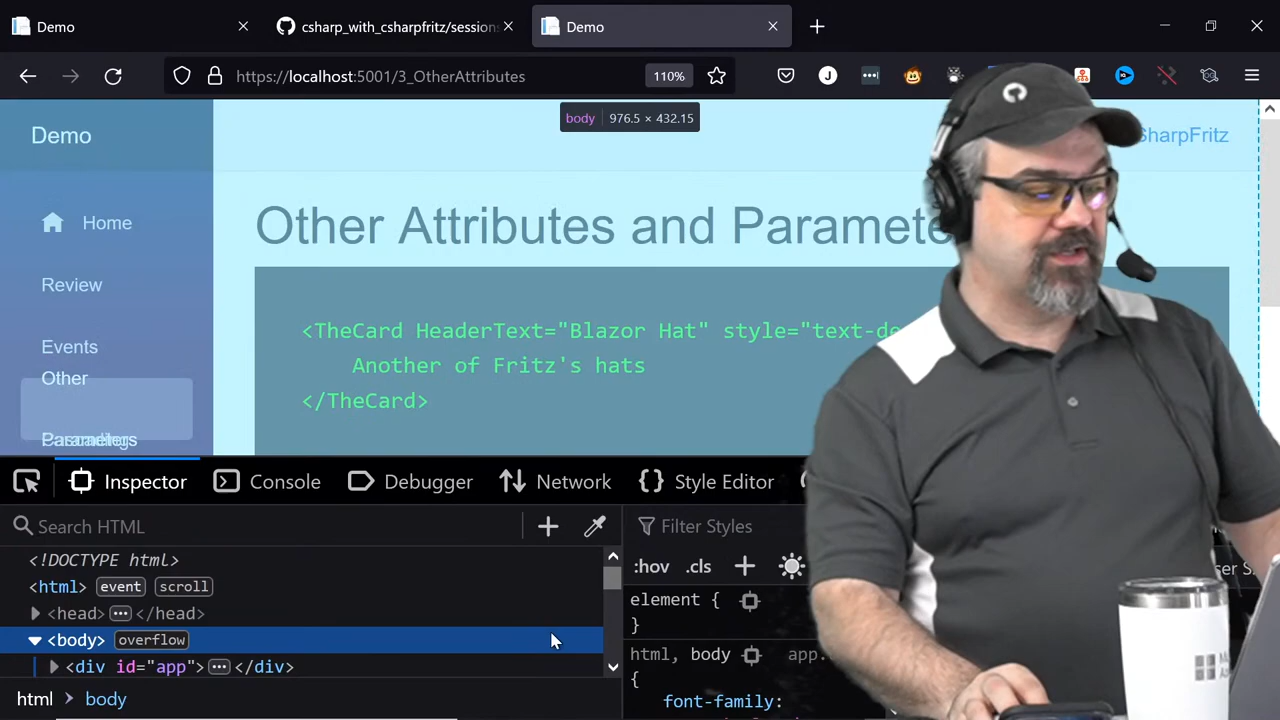 Demo
csharp_with_csharpfritz/session
Demo
https://localhost:5001/3_OtherAttributes
110%
J
body 976.5 × 432.15
Demo
SharpFritz
Home
Other Attributes and Paramete
Review
<TheCard HeaderText="Blazor Hat" style="text-de
Events
Another of Fritz's hats
Other
</TheCard>
Parameters
Inspector
Console
Debugger
Network
{} Style Editor
Search HTML
Filter Styles
<!DOCTYPE html>
<html> event scroll
:hov .cls
<head> ... </head>
element {
}
<body> overflow
html, body app.
{
<div id="app"> ... </div>
html > body
font-family: